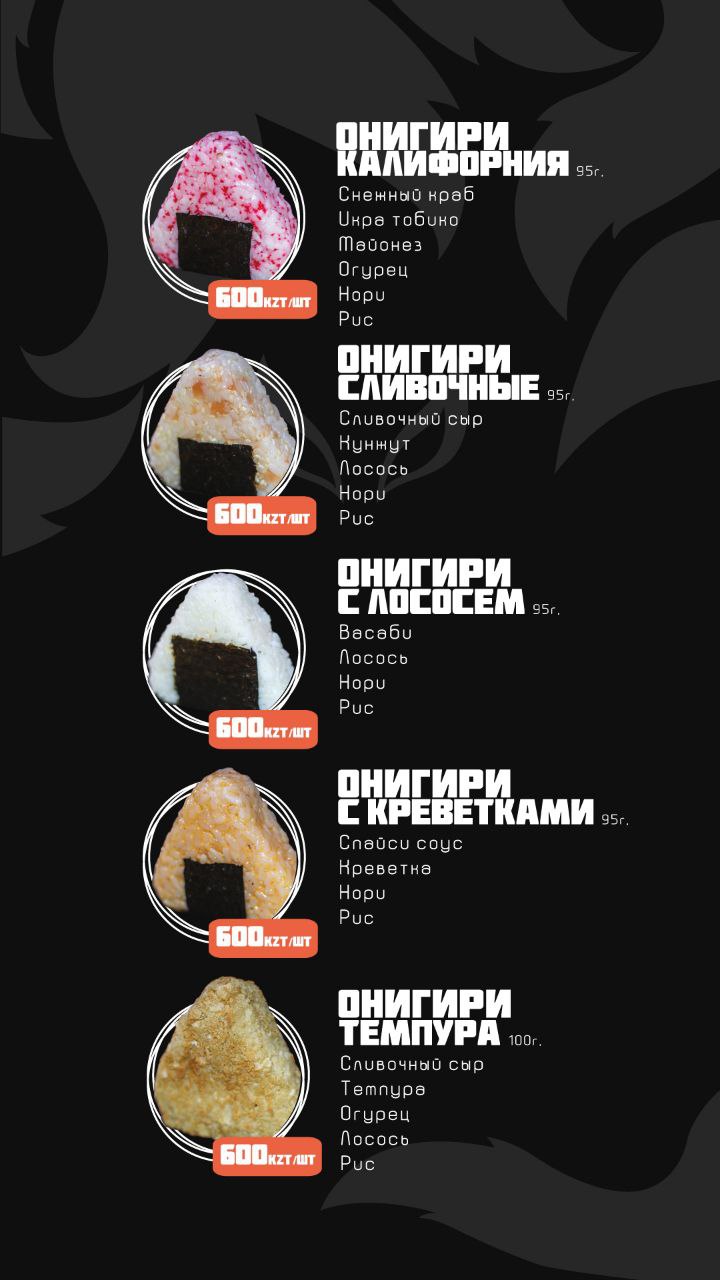 ОНИГИРИ
КАЛИФОРНИЯ 95г.
Снежный краб
Икра тобико
Майонез
Огурец
Нори
Рис
600KZT/ШТ
ОНИГИРИ
СЛИВОЧНЫЕ 95г.
Сливочный сыр
Кунжут
Лосось
Нори
Рис
600KZT/ШТ
ОНИГИРИ
С ЛОСОСЕМ 95г.
Васаби
Лосось
Нори
Рис
600KZT/ШТ
ОНИГИРИ
С КРЕВЕТКАМИ 95г.
Спайси соус
Креветка
Нори
Рис
600KZT/ШТ
ОНИГИРИ
ТЕМПУРА 100г.
Сливочный сыр
Темпура
Огурец
Лосось
Рис
600KZT/ШТ